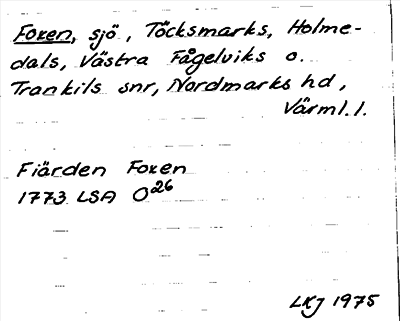 Foxen, sjö, Töcksmarks, Holme-
dals, Västra Fågelviks o.
Trankils snr, Nordmarks hd,
Värml.l.
Fiärden Foxen
1773 LSA O26
LKJ 1975